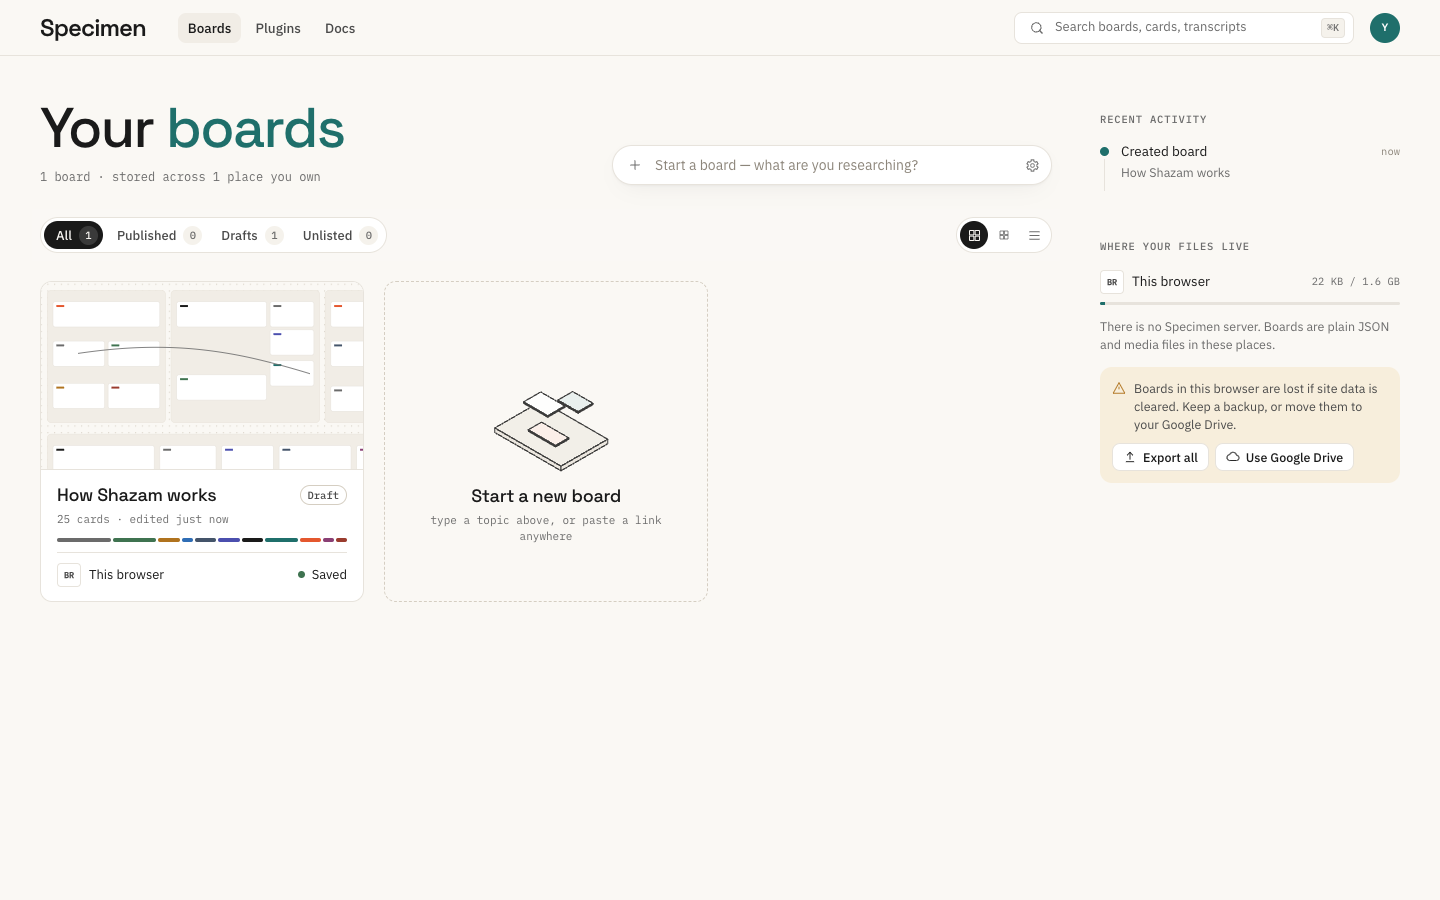 Specimen
Boards
Plugins
Docs
Search boards, cards, transcripts
⌘K
Y
Your boards
1 board · stored across 1 place you own
Start a board — what are you researching?
All 1
Published 0
Drafts 1
Unlisted 0
How Shazam works
Draft
25 cards · edited just now
BR This browser
Saved
Start a new board
type a topic above, or paste a link
anywhere
RECENT ACTIVITY
Created board
now
How Shazam works
WHERE YOUR FILES LIVE
BR This browser
22 KB / 1.6 GB
There is no Specimen server. Boards are plain JSON
and media files in these places.
Boards in this browser are lost if site data is
cleared. Keep a backup, or move them to
your Google Drive.
Export all
Use Google Drive